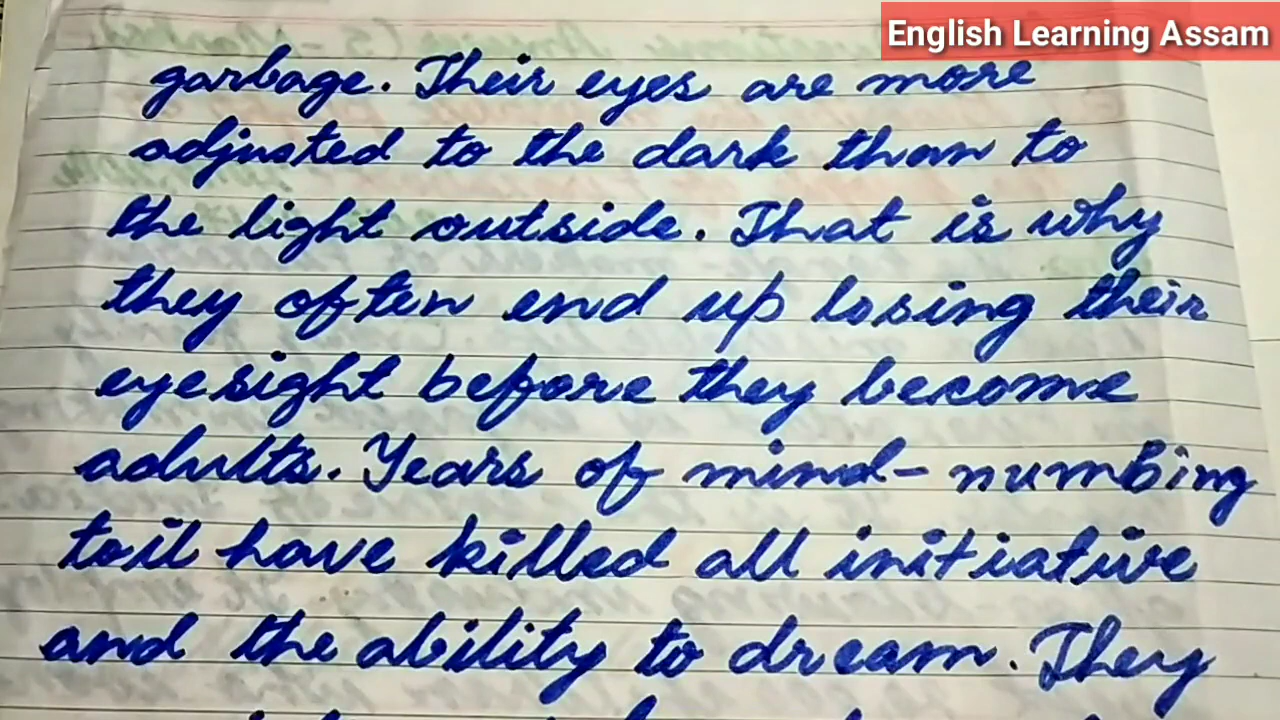 English Learning Assam
garbage. Their eyes are more
adjusted to the dark than to
the light outside. That is why
they often end up losing their
eyesight before they become
adults. Years of mind-numbing
toil have killed all initiative
and the ability to dream. They